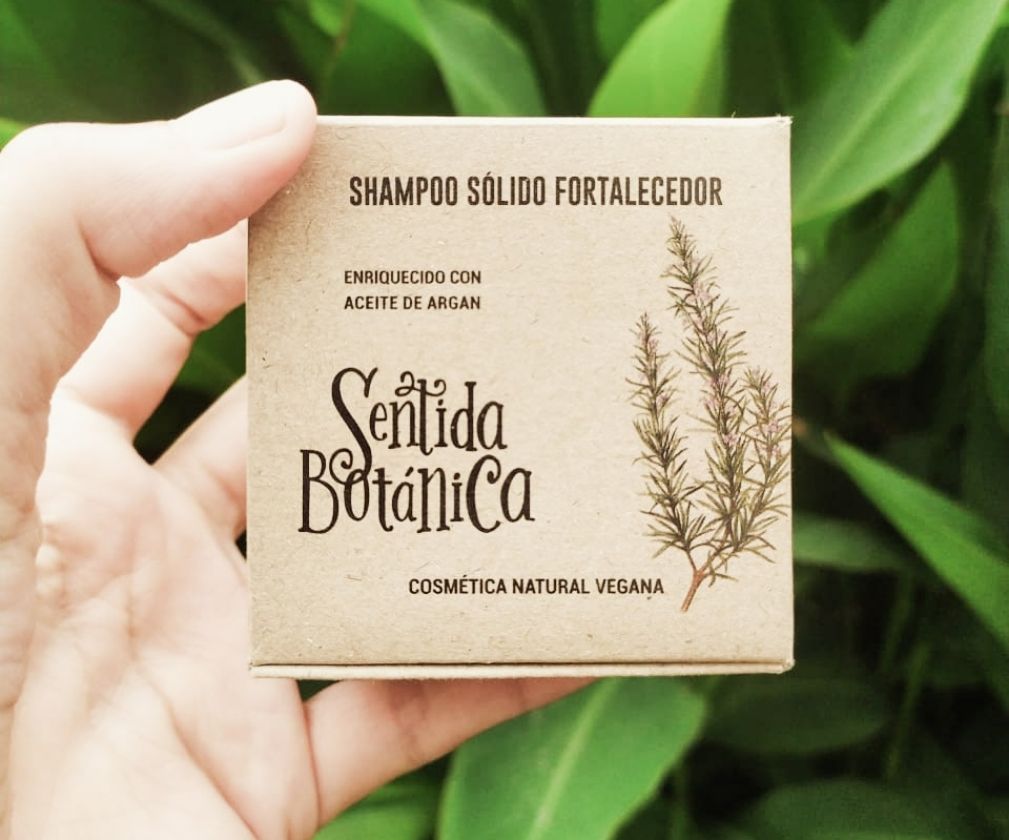 SHAMPOO SÓLIDO FORTALECEDOR
ENRIQUECIDO CON
ACEITE DE ARGAN
Sentida
Botánica
COSMÉTICA NATURAL VEGANA